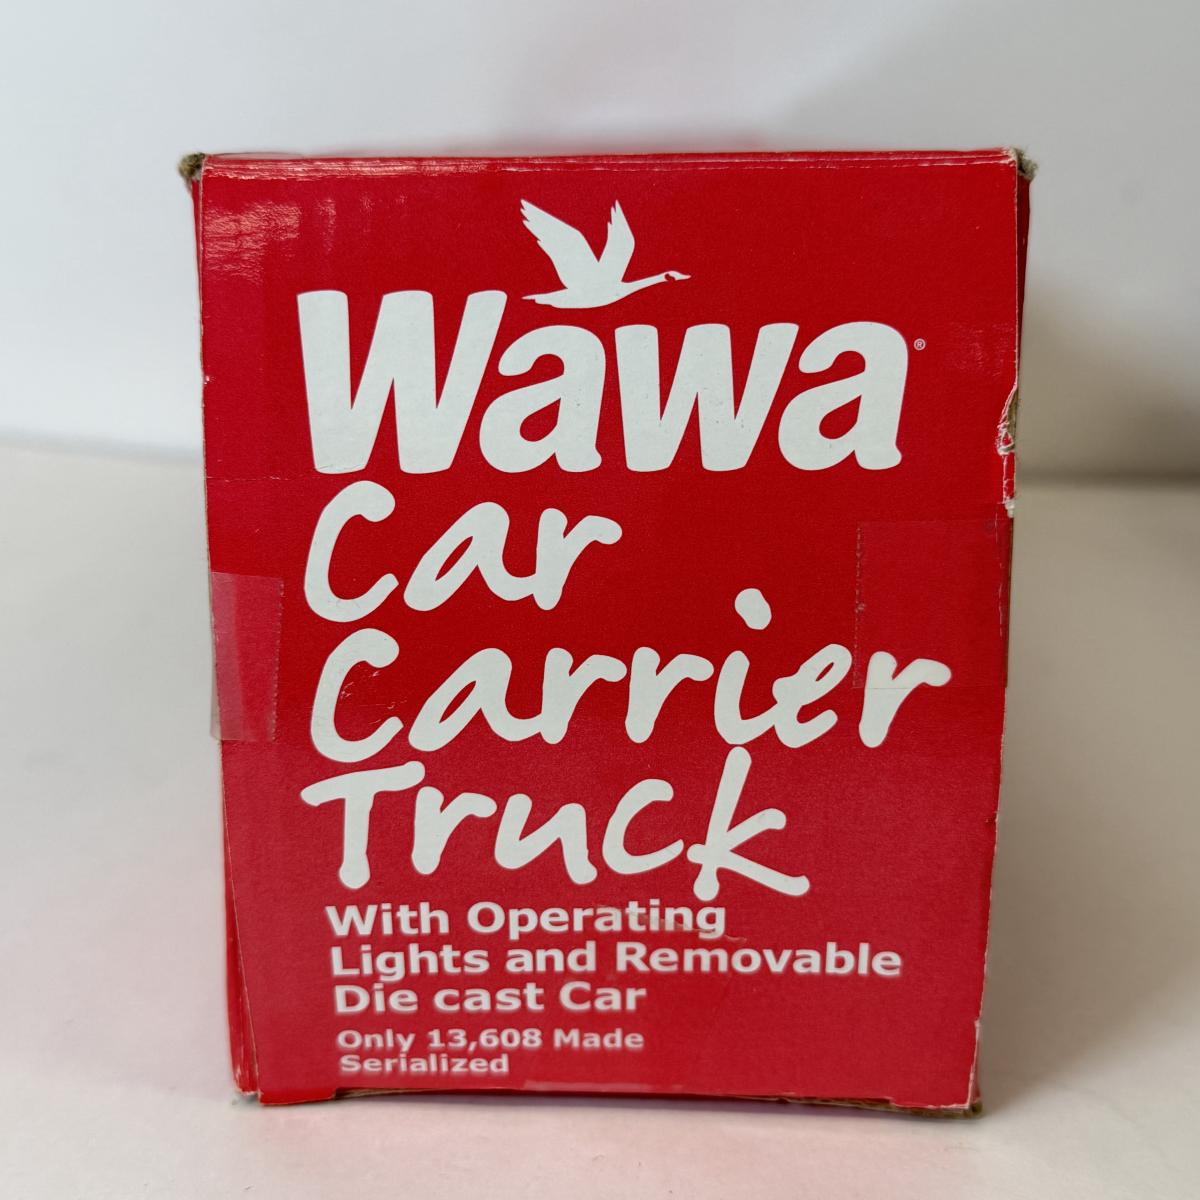 Wawa®
Car
Carrier
Truck
With Operating
Lights and Removable
Die cast Car
Only 13,608 Made
Serialized